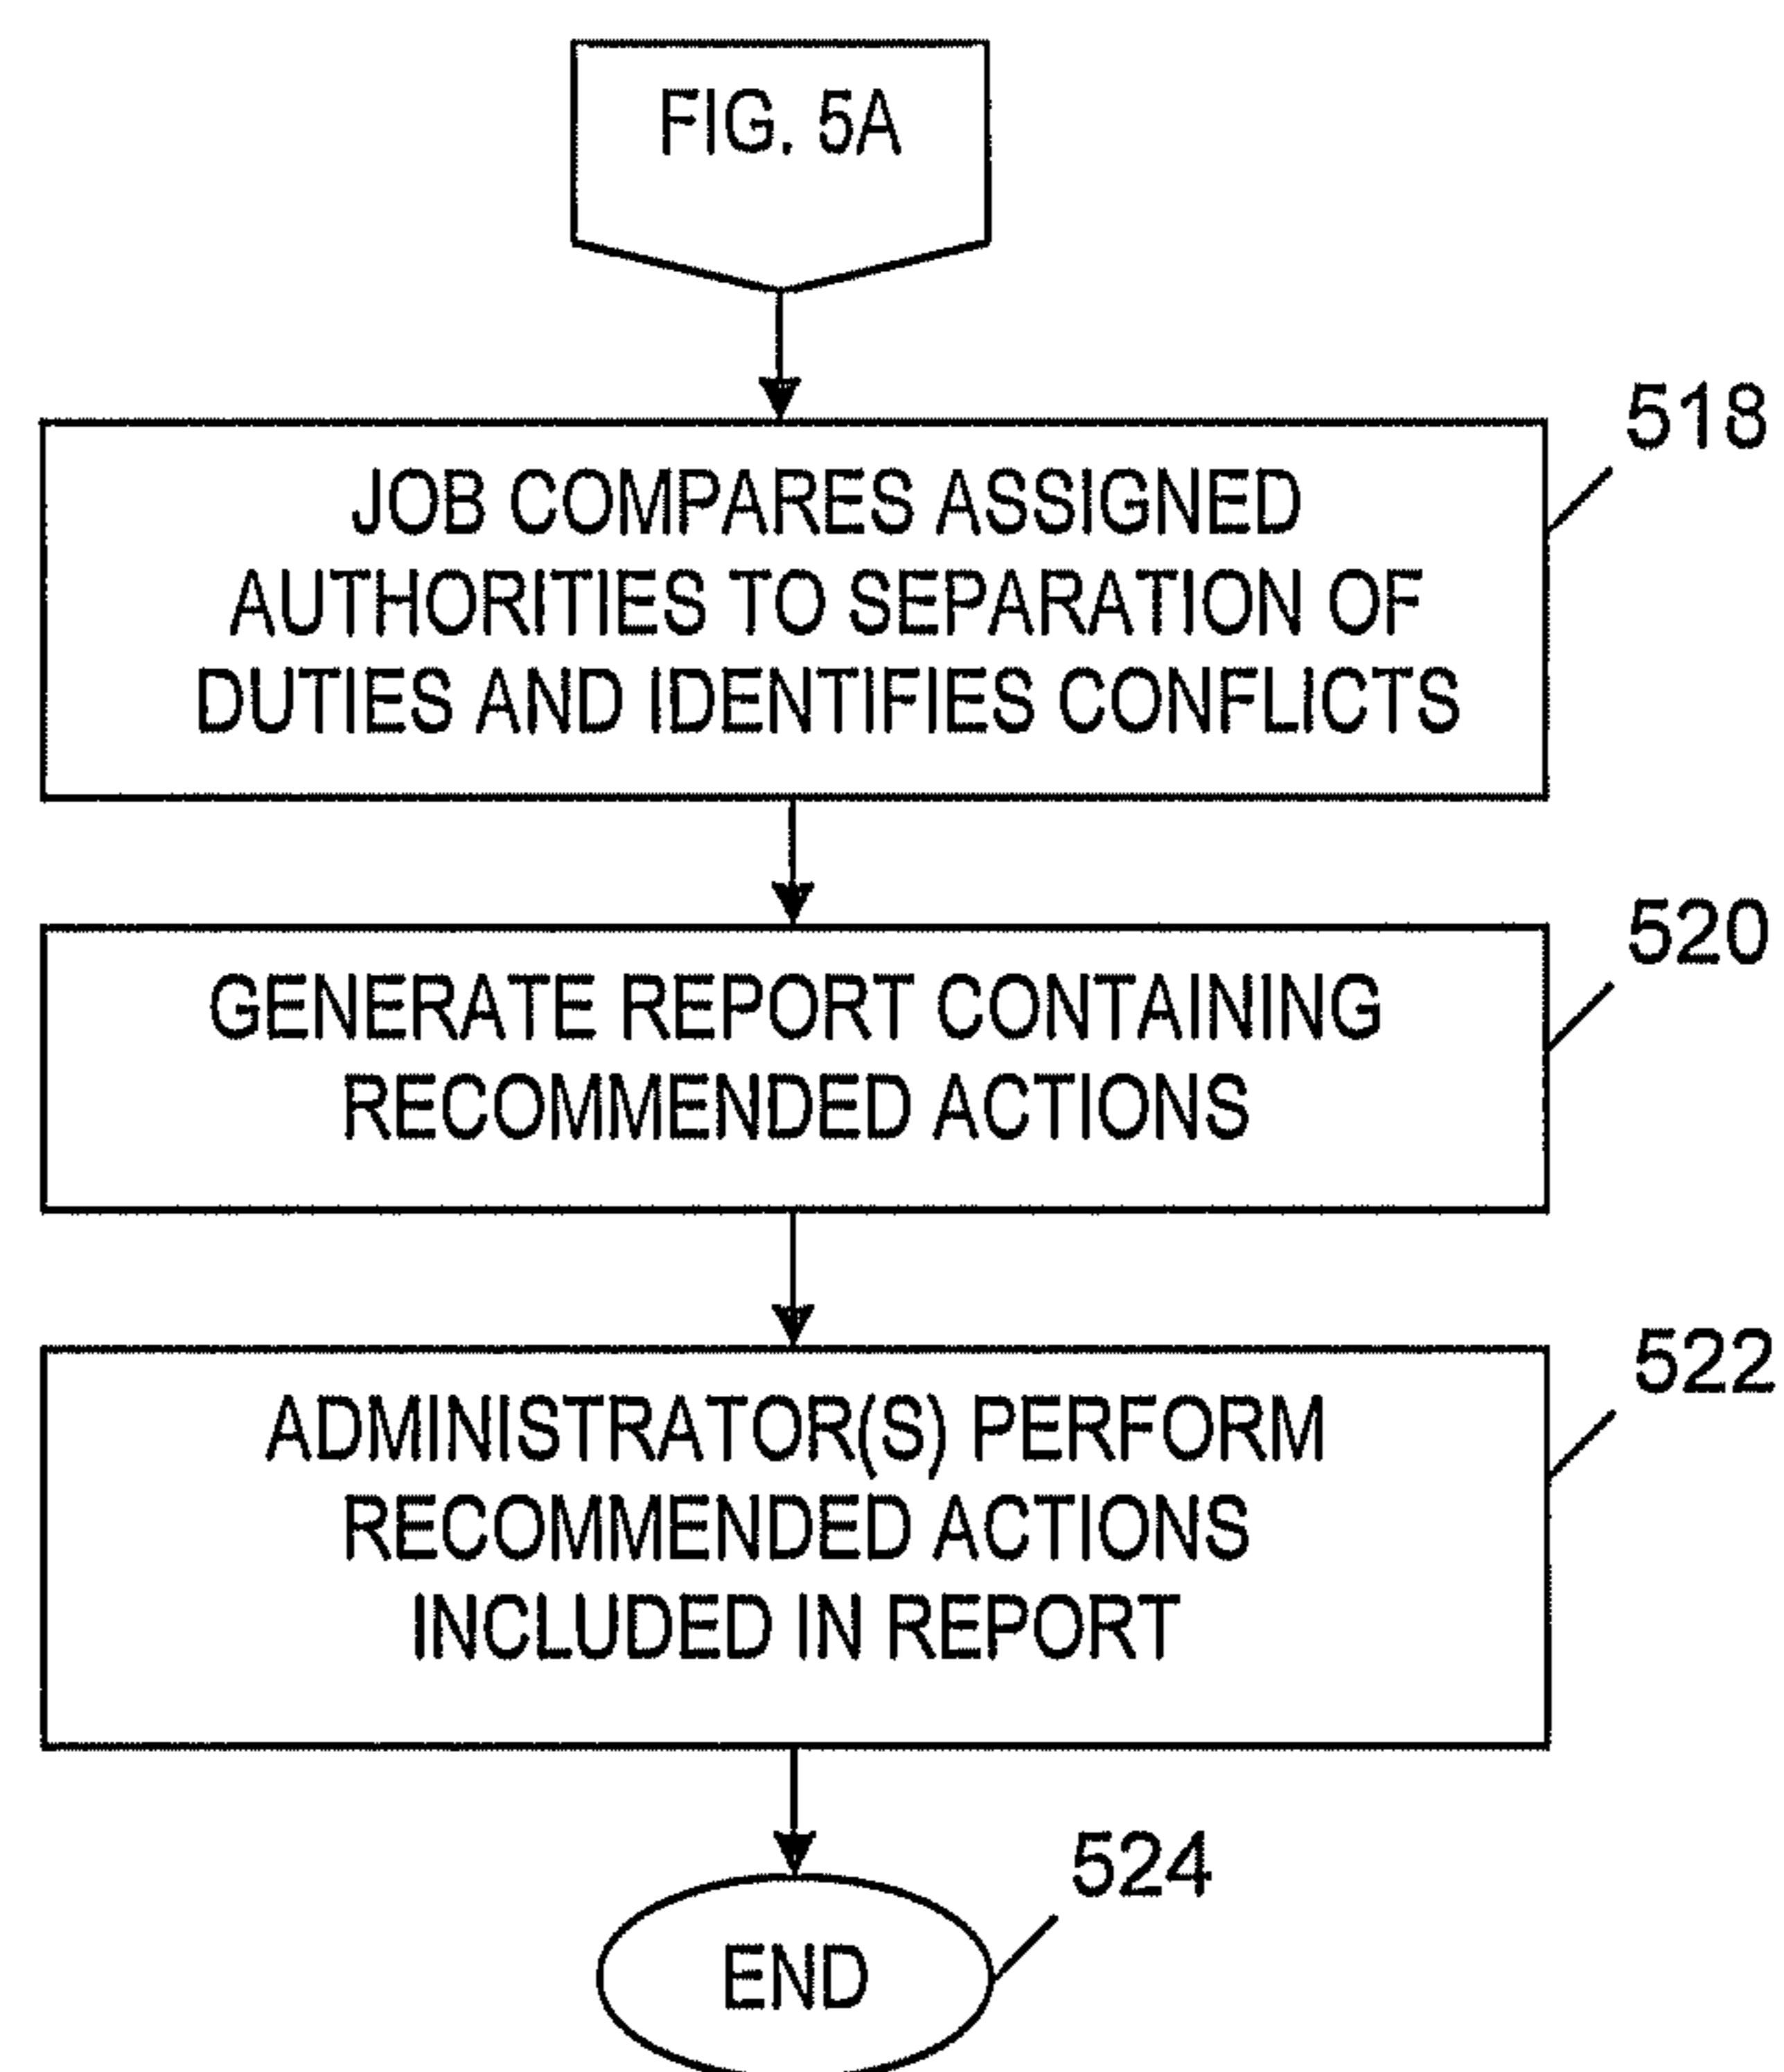 FIG. 5A
518
JOB COMPARES ASSIGNED
AUTHORITIES TO SEPARATION OF
DUTIES AND IDENTIFIES CONFLICTS
520
GENERATE REPORT CONTAINING
RECOMMENDED ACTIONS
522
ADMINISTRATOR(S) PERFORM
RECOMMENDED ACTIONS
INCLUDED IN REPORT
524
END